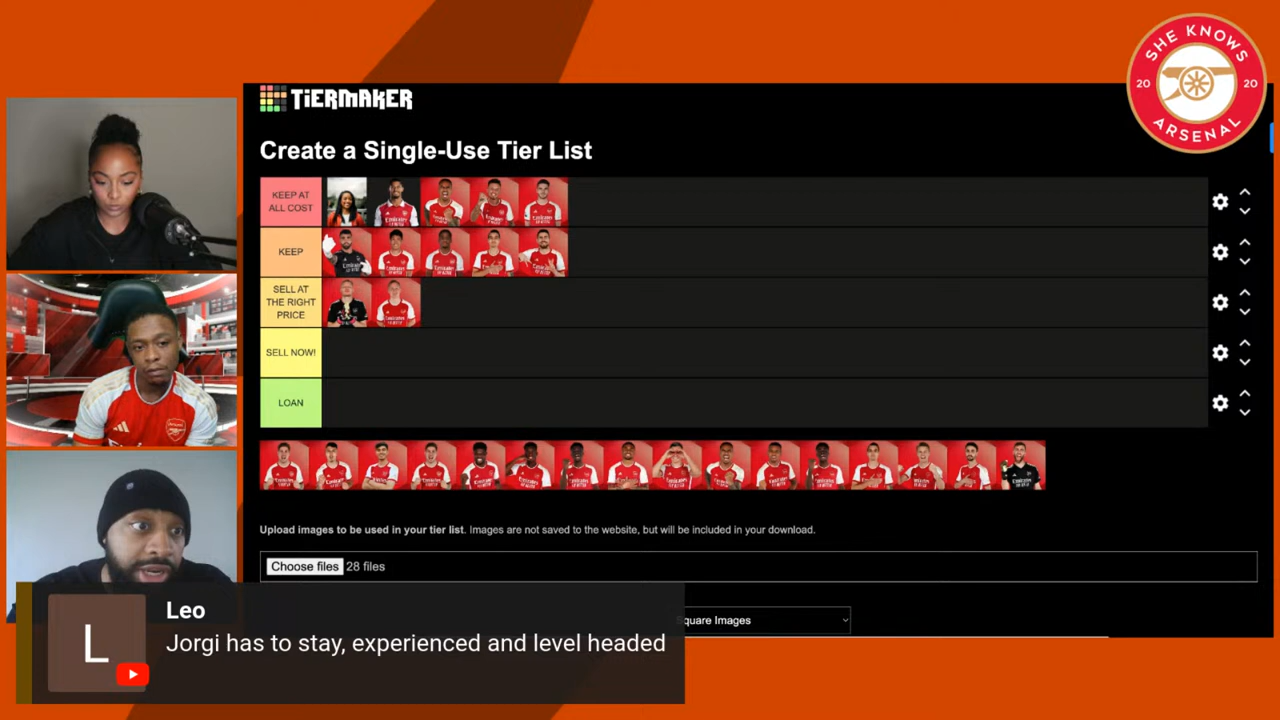 SHE KNOWS
20 20
ARSENAL
TiERMAKER
Create a Single-Use Tier List
KEEP AT
ALL COST
KEEP
SELL AT
THE RIGHT
PRICE
SELL NOW!
LOAN
Upload images to be used in your tier list. Images are not saved to the website, but will be included in your download.
Choose files 28 files
quare Images
Leo
L
Jorgi has to stay, experienced and level headed